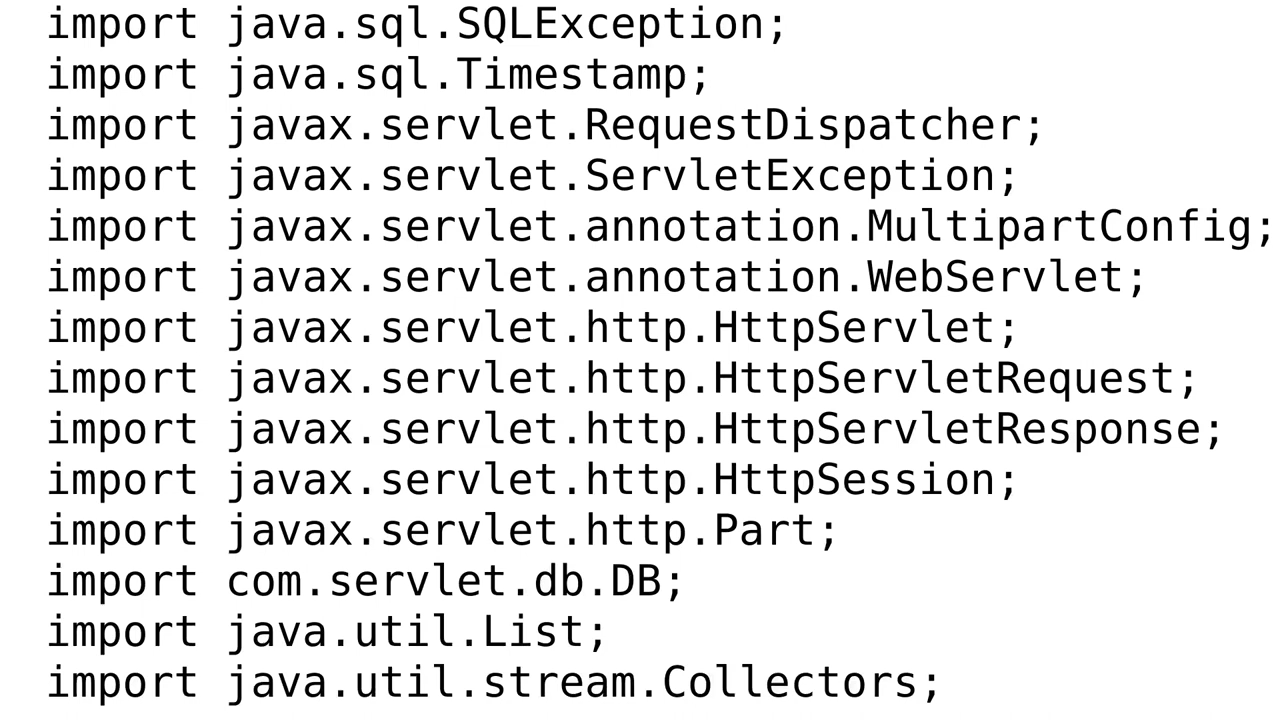 import java.sql.SQLException;
import java.sql.Timestamp;
import javax.servlet.RequestDispatcher;
import javax.servlet.ServletException;
import javax.servlet.annotation.MultipartConfig;
import javax.servlet.annotation.WebServlet;
import javax.servlet.http.HttpServlet;
import javax.servlet.http.HttpServletRequest;
import javax.servlet.http.HttpServletResponse;
import javax.servlet.http.HttpSession;
import javax.servlet.http.Part;
import com.servlet.db.DB;
import java.util.List;
import java.util.stream.Collectors;